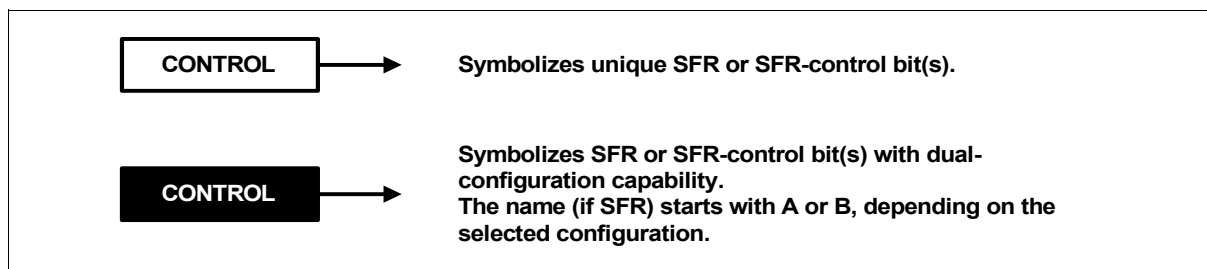 CONTROL
Symbolizes unique SFR or SFR-control bit(s).
CONTROL
Symbolizes SFR or SFR-control bit(s) with dual-
configuration capability.
The name (if SFR) starts with A or B, depending on the
selected configuration.